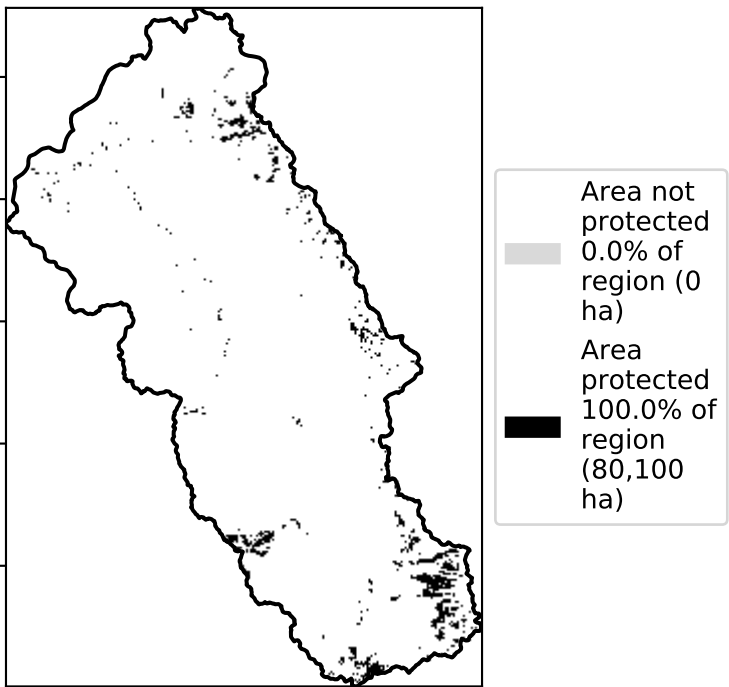 Area not
protected
0.0% of
region (0
ha)
Area
protected
100.0% of
region
(80,100
ha)